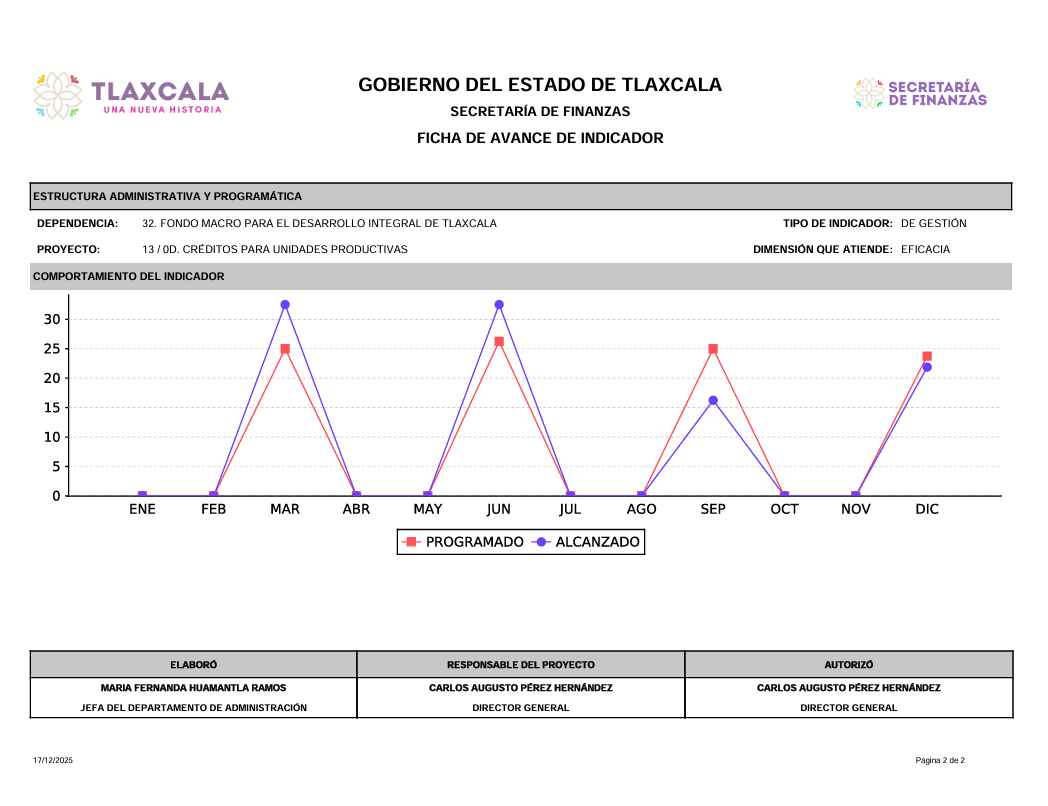 TLAXCALA
UNA NUEVA HISTORIA
GOBIERNO DEL ESTADO DE TLAXCALA
SECRETARÍA DE FINANZAS
FICHA DE AVANCE DE INDICADOR
SECRETARÍA
DE FINANZAS
ESTRUCTURA ADMINISTRATIVA Y PROGRAMÁTICA
DEPENDENCIA: 32. FONDO MACRO PARA EL DESARROLLO INTEGRAL DE TLAXCALA TIPO DE INDICADOR: DE GESTIÓN
PROYECTO: 13 / 0D. CRÉDITOS PARA UNIDADES PRODUCTIVAS DIMENSIÓN QUE ATIENDE: EFICACIA
COMPORTAMIENTO DEL INDICADOR
30
25
20
15
10
5
0
ENE FEB MAR ABR MAY JUN JUL AGO SEP OCT NOV DIC
PROGRAMADO ALCANZADO
ELABORÓ RESPONSABLE DEL PROYECTO AUTORIZÓ
MARIA FERNANDA HUAMANTLA RAMOS CARLOS AUGUSTO PÉREZ HERNÁNDEZ CARLOS AUGUSTO PÉREZ HERNÁNDEZ
JEFA DEL DEPARTAMENTO DE ADMINISTRACIÓN DIRECTOR GENERAL DIRECTOR GENERAL
17/12/2025 Página 2 de 2